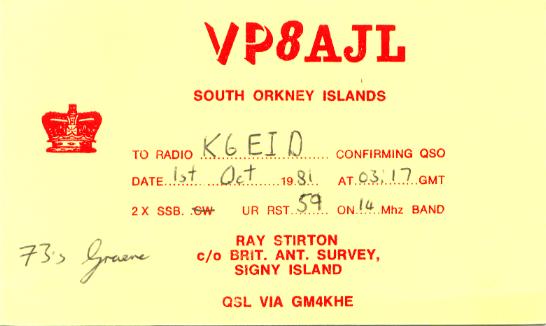 VP8AJL
SOUTH ORKNEY ISLANDS
TO RADIO K6EID CONFIRMING QSO
DATE 1st Oct 1981 AT 03:17 GMT
2 X SSB. CW UR RST 59 ON 14 Mhz BAND
RAY STIRTON
c/o BRIT. ANT. SURVEY,
SIGNY ISLAND
73's Graeme
QSL VIA GM4KHE